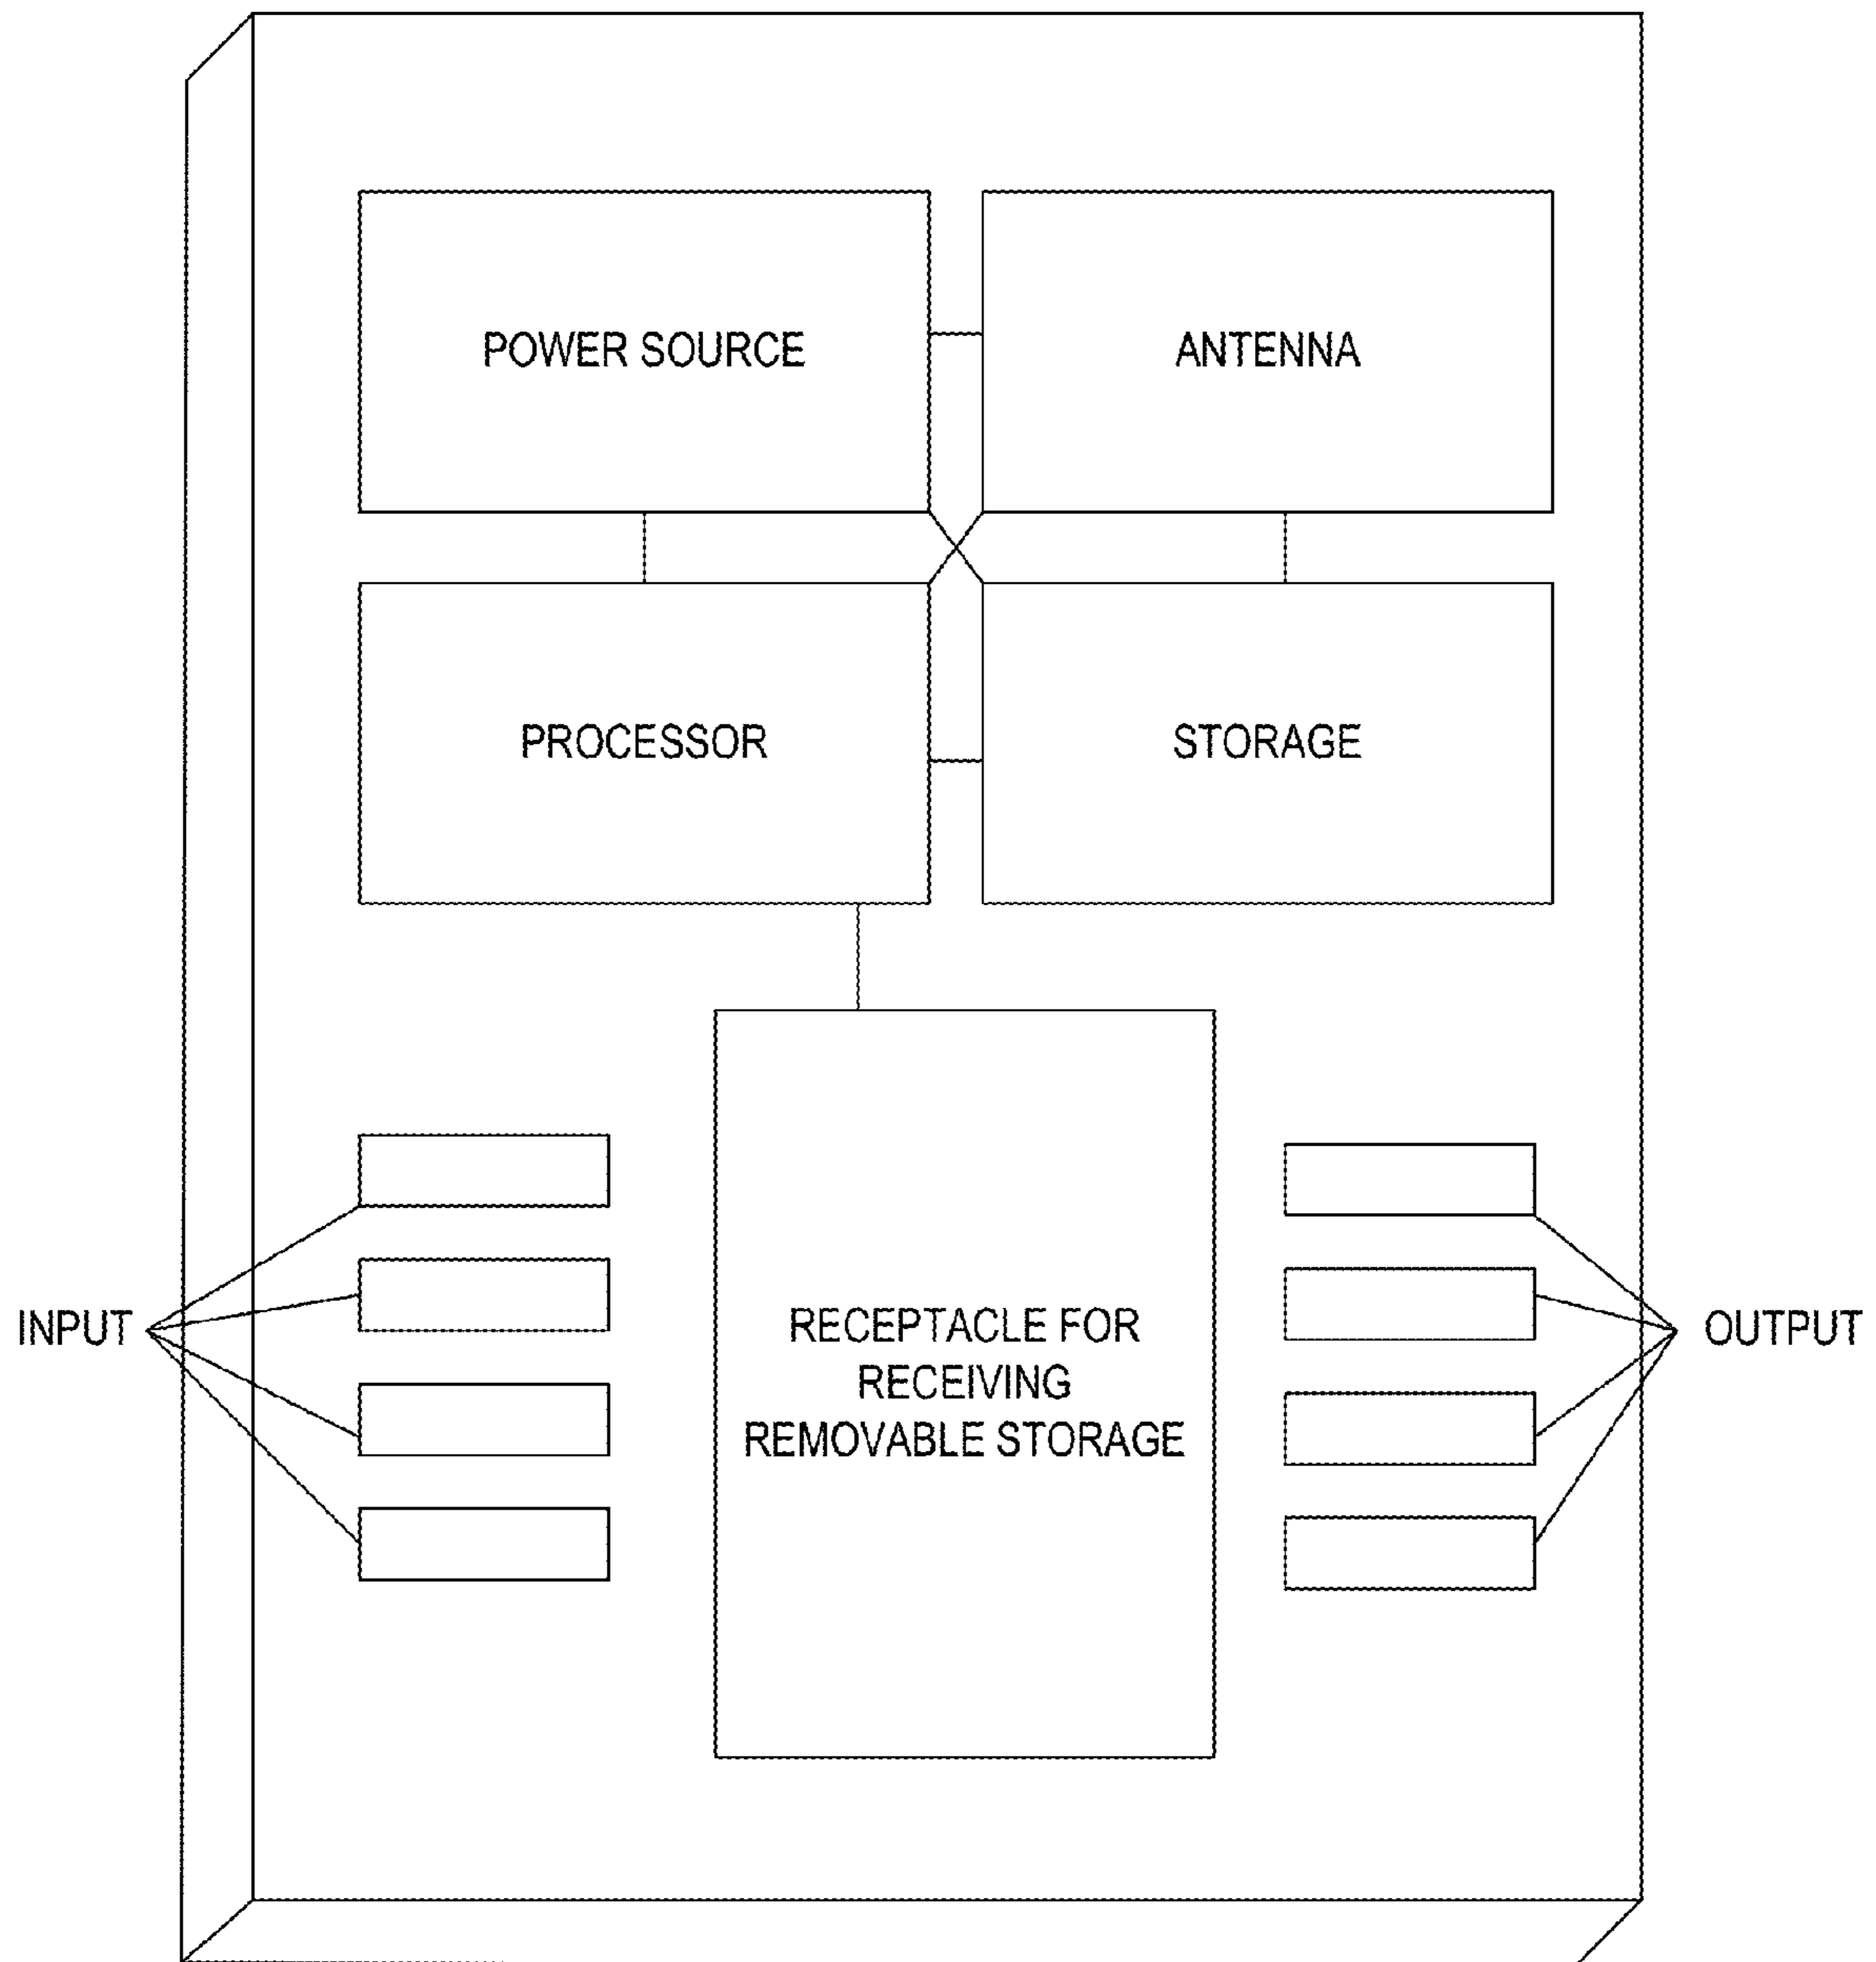 POWER SOURCE
ANTENNA
PROCESSOR
STORAGE
INPUT
RECEPTACLE FOR
RECEIVING
REMOVABLE STORAGE
OUTPUT